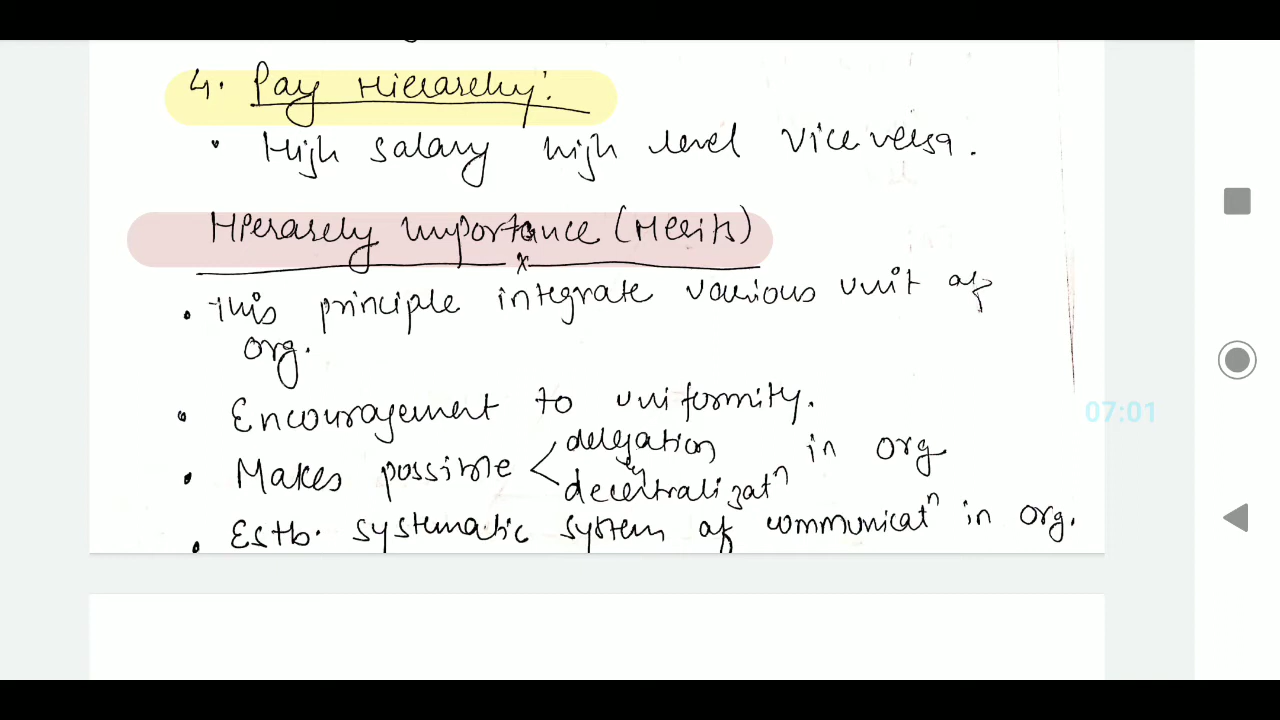 4. Pay Hierarchy:
• High salary high level vice versa.
Hierarchy Importance (Merits)
• This principle integrate various unit of
org.
• Encouragement to uniformity.
• Makes possible < delegation in org
decentralizatn
• Estb. systematic system of communicatn in org.
07:01